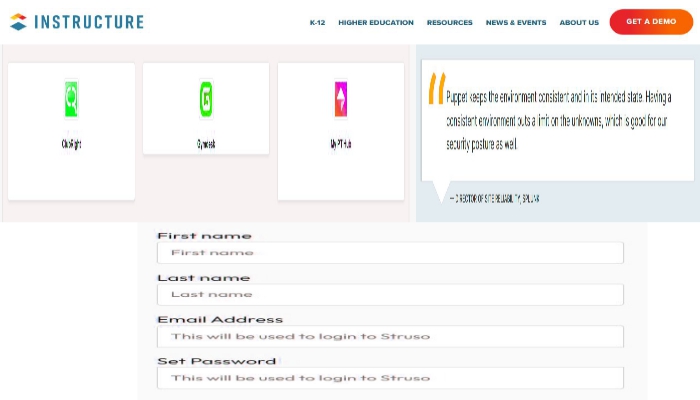 INSTRUCTURE
K-12 HIGHER EDUCATION RESOURCES NEWS & EVENTS ABOUT US GET A DEMO
ClubRight Gymdesk My PT Hub
“Puppet keeps the environment consistent and in its intended state. Having a
consistent environment puts a limit on the unknowns, which is good for our
security posture as well.
— DIRECTOR OF SITE RELIABILITY, SPLUNK
First name
First name
Last name
Last name
Email Address
This will be used to login to Struso
Set Password
This will be used to login to Struso